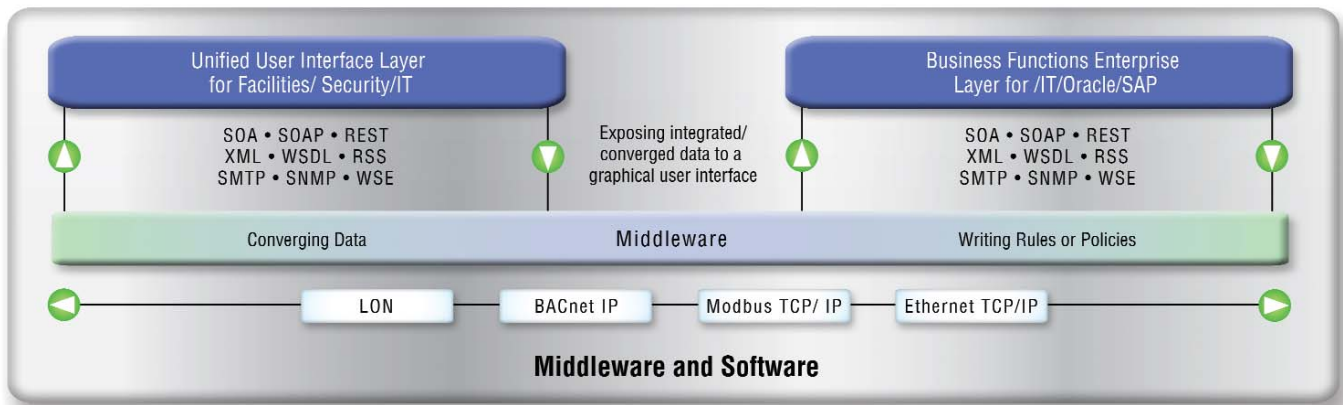 Unified User Interface Layer
for Facilities/ Security/IT
Business Functions Enterprise
Layer for /IT/Oracle/SAP
SOA • SOAP • REST
XML • WSDL • RSS
SMTP • SNMP • WSE
Exposing integrated/
converged data to a
graphical user interface
SOA • SOAP • REST
XML • WSDL • RSS
SMTP • SNMP • WSE
Converging Data
Middleware
Writing Rules or Policies
LON
BACnet IP
Modbus TCP/ IP
Ethernet TCP/IP
Middleware and Software